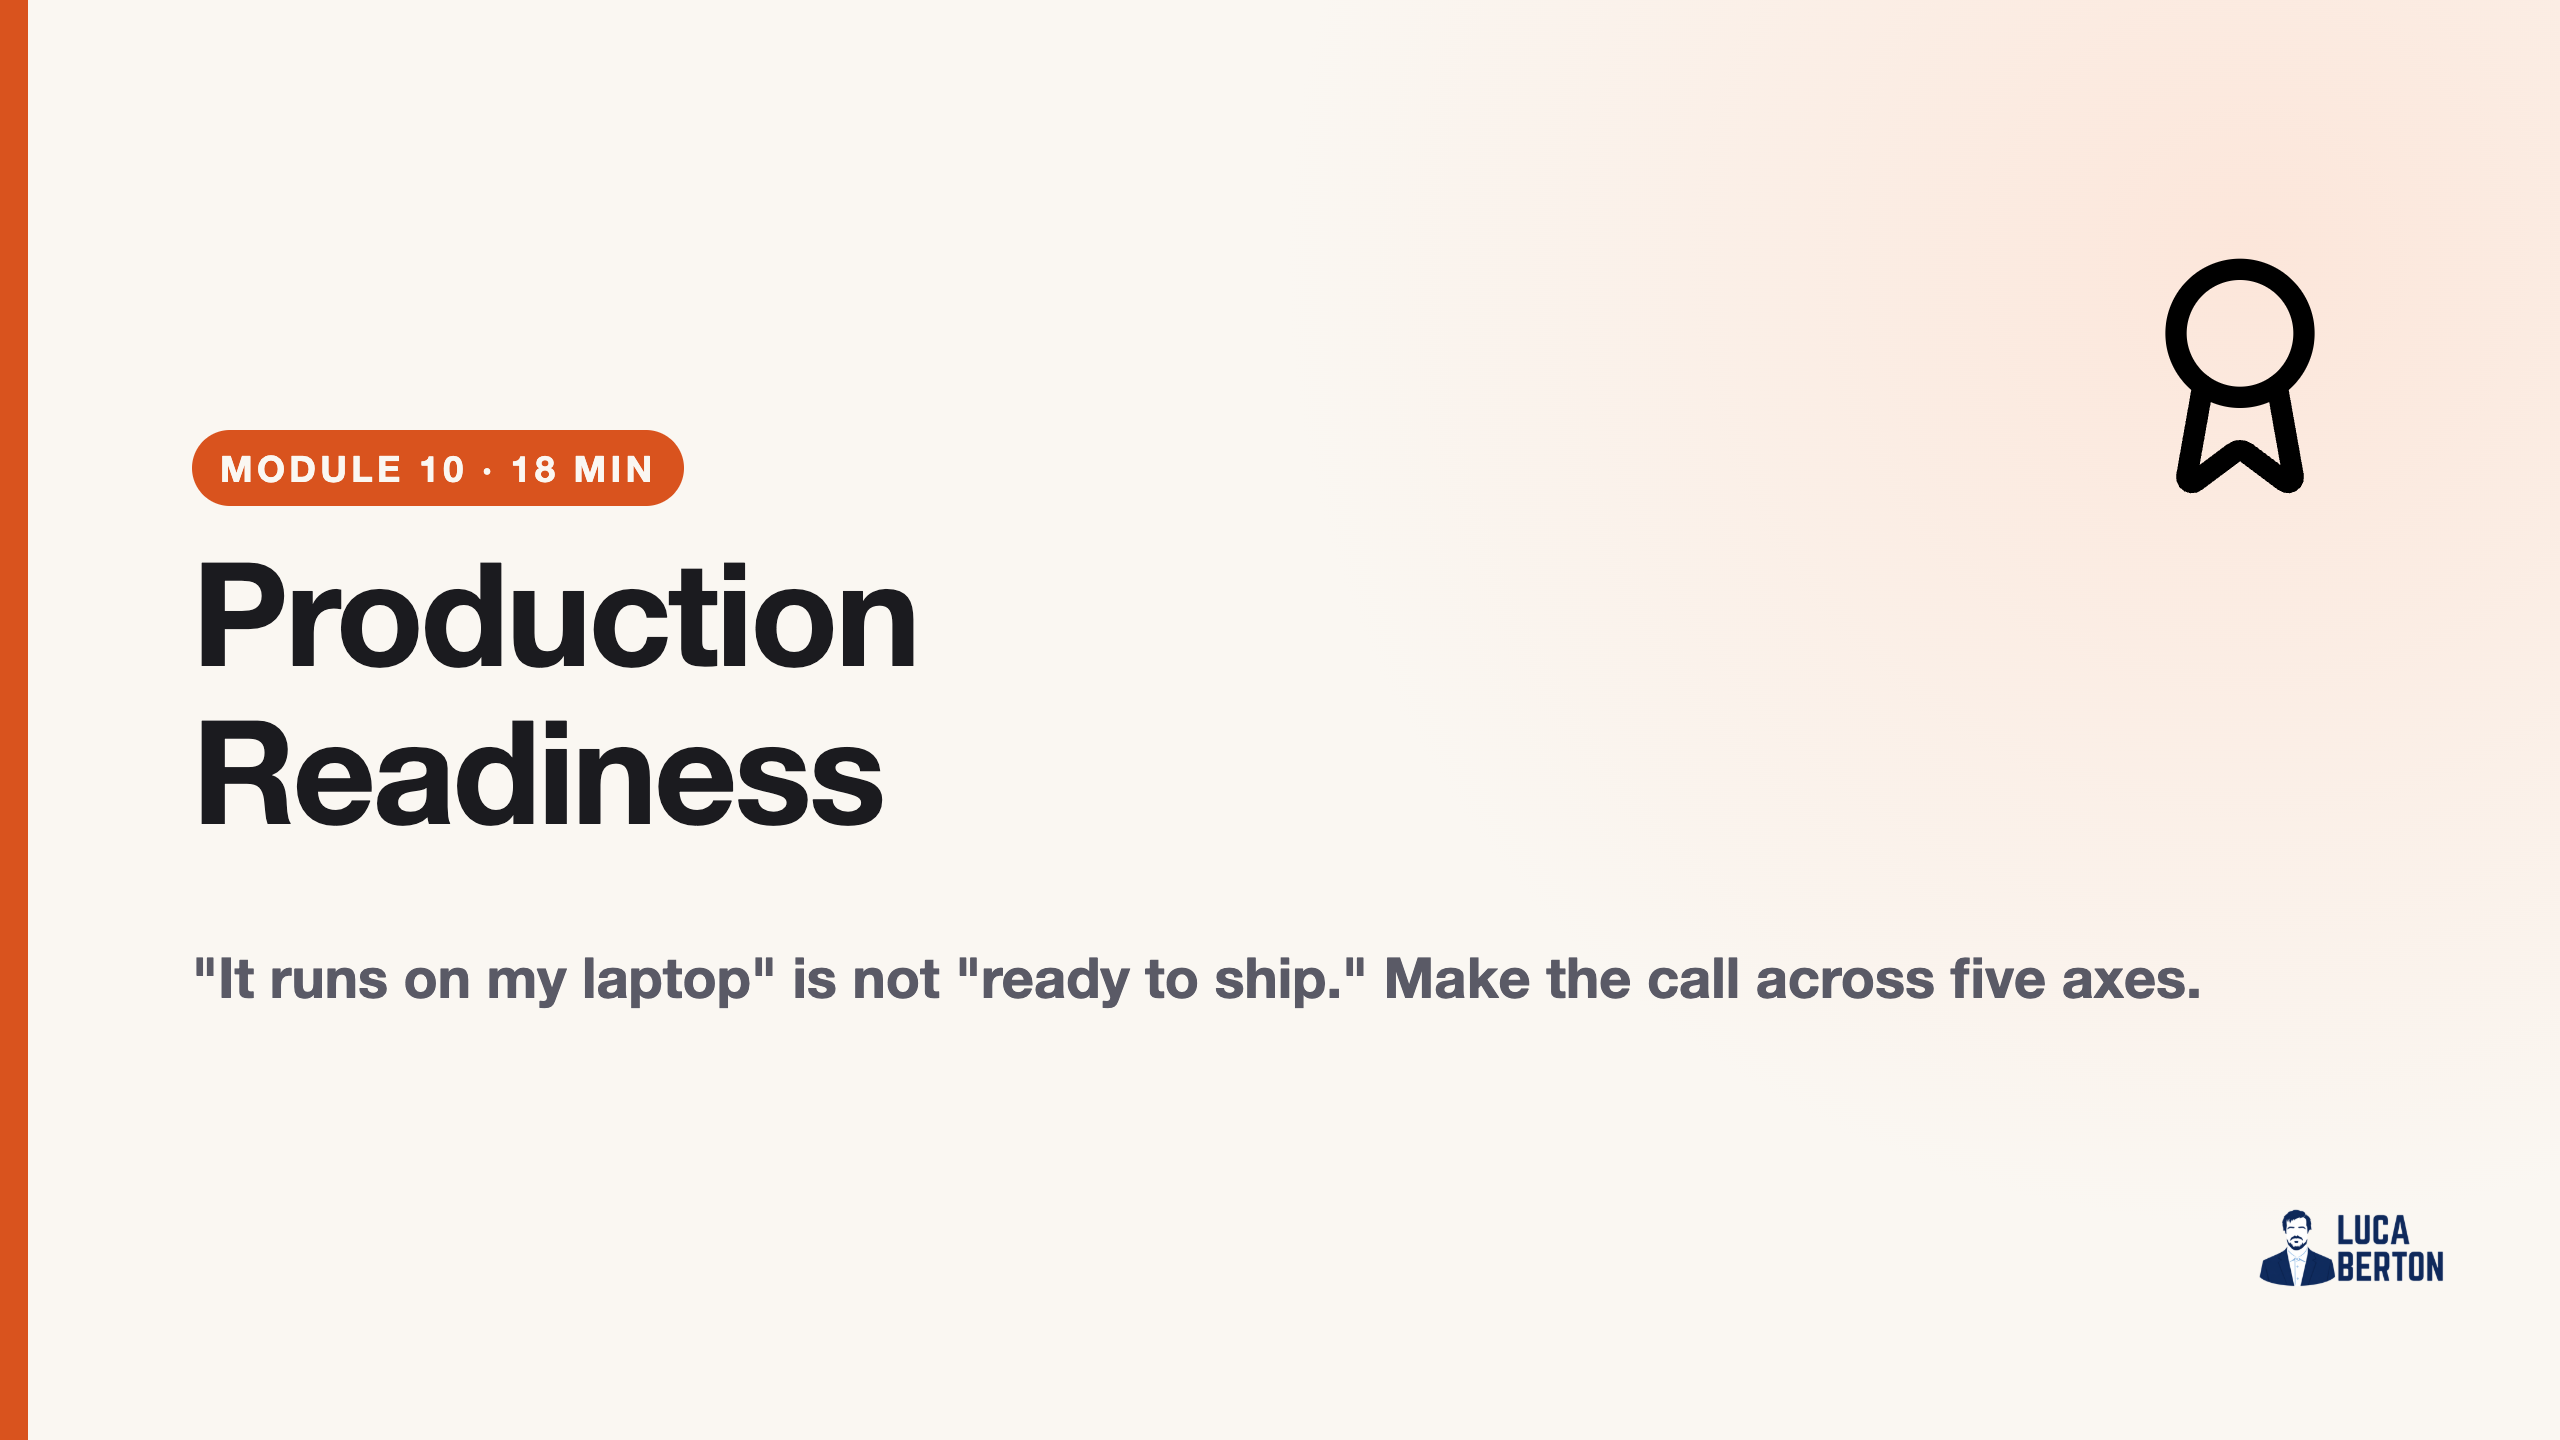 MODULE 10 · 18 MIN
Production
Readiness
"It runs on my laptop" is not "ready to ship." Make the call across five axes.
LUCA
BERTON